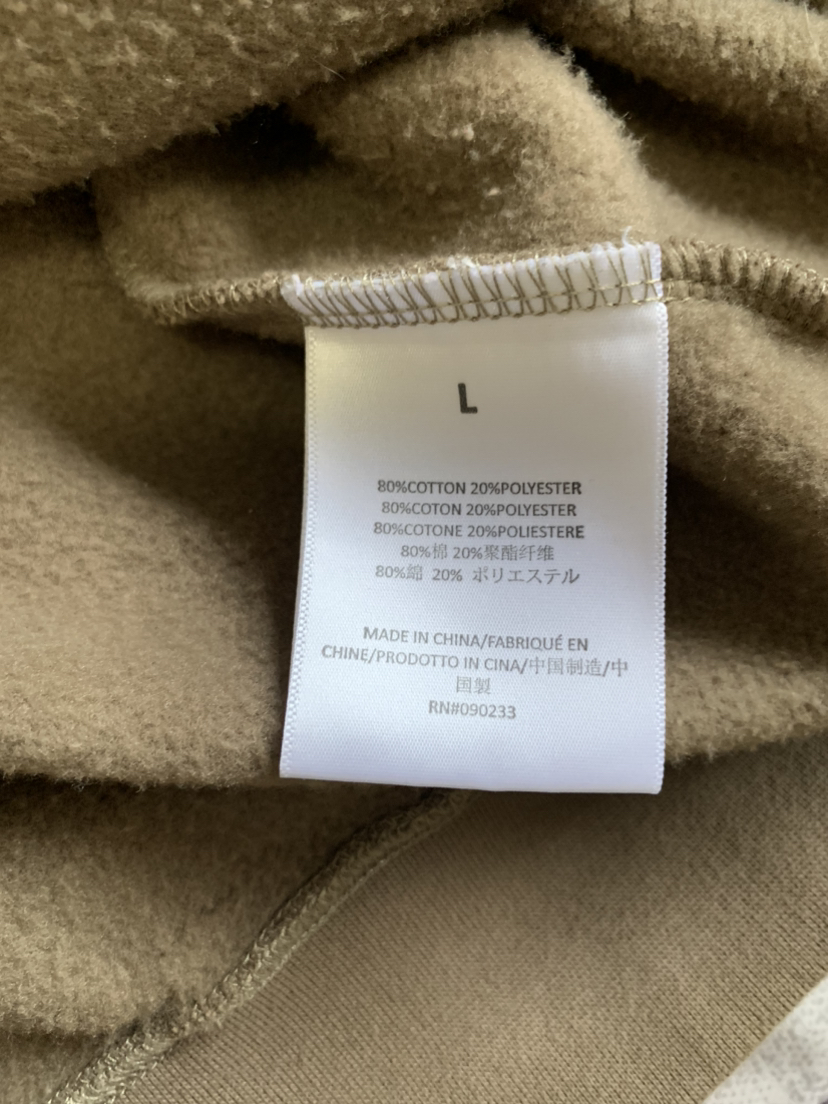 L
80%COTTON 20%POLYESTER
80%COTON 20%POLYESTER
80%COTONE 20%POLIESTERE
80%棉 20%聚酯纤维
80%綿 20% ポリエステル
MADE IN CHINA/FABRIQUÉ EN
CHINE/PRODOTTO IN CINA/中国制造/中
国製
RN#090233